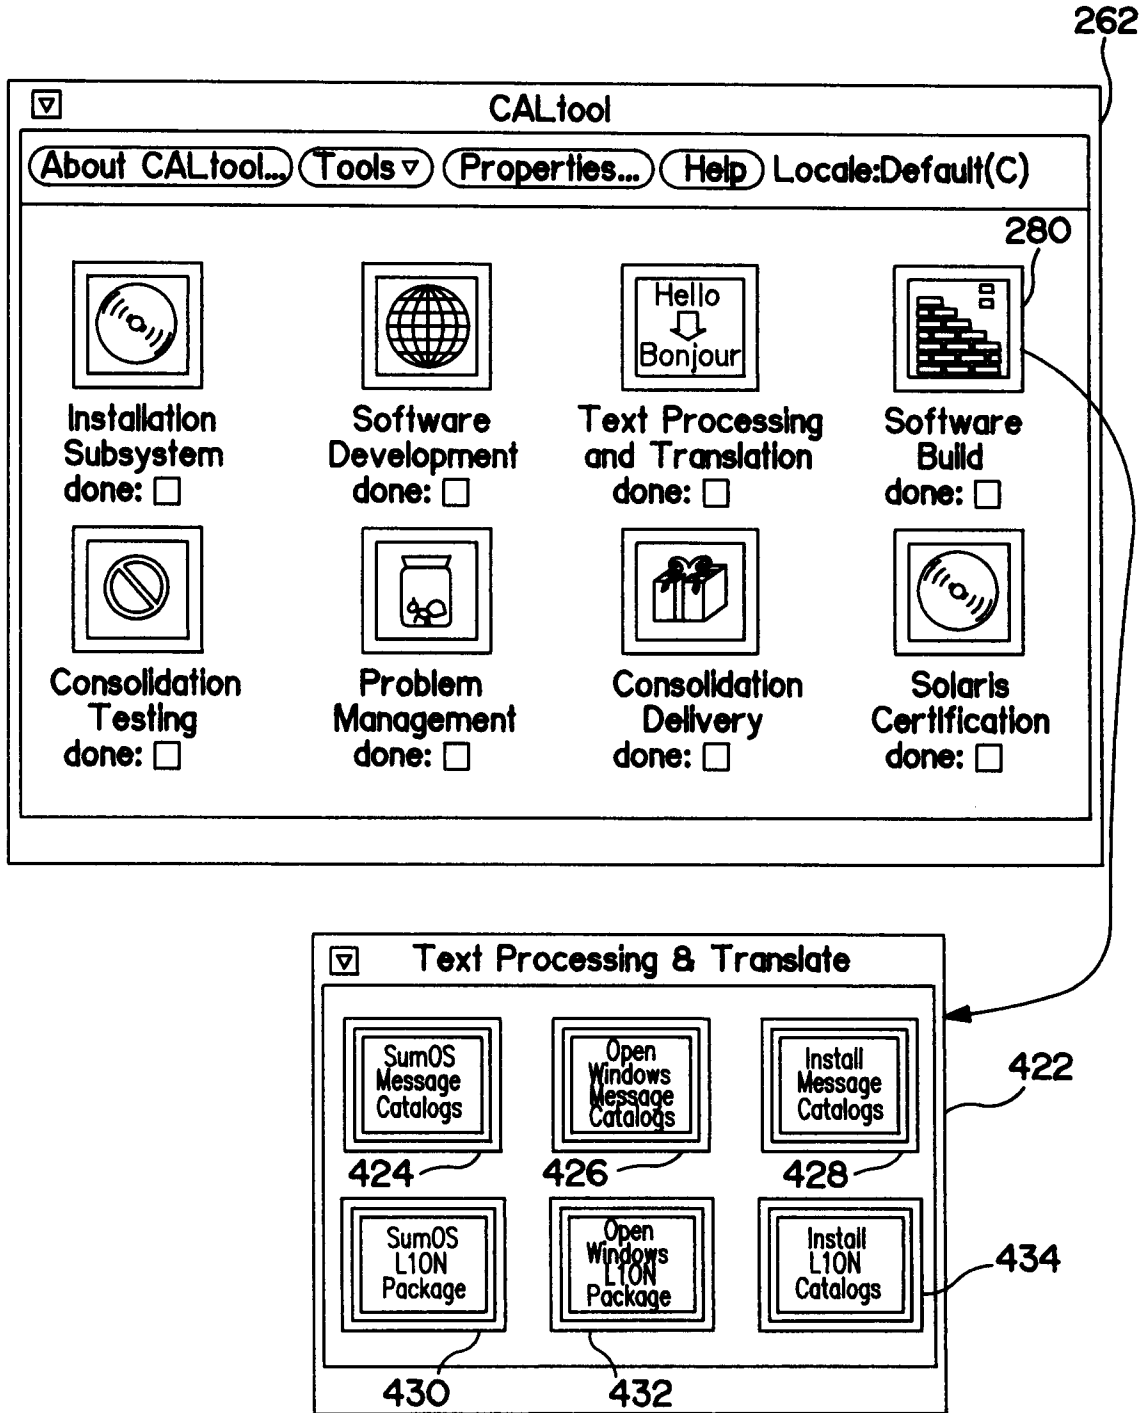 262
CALtool
About CALtool... Tools Properties... Help Locale:Default(C)
280
Hello
Bonjour
Installation
Subsystem
done:
Software
Development
done:
Text Processing
and Translation
done:
Software
Build
done:
Consolidation
Testing
done:
Problem
Management
done:
Consolidation
Delivery
done:
Solaris
Certification
done:
Text Processing & Translate
SumOS
Message
Catalogs
424
Open
Windows
Message
Catalogs
426
Install
Message
Catalogs
428
422
SumOS
L10N
Package
430
Open
Windows
L10N
Package
432
Install
L10N
Catalogs
434